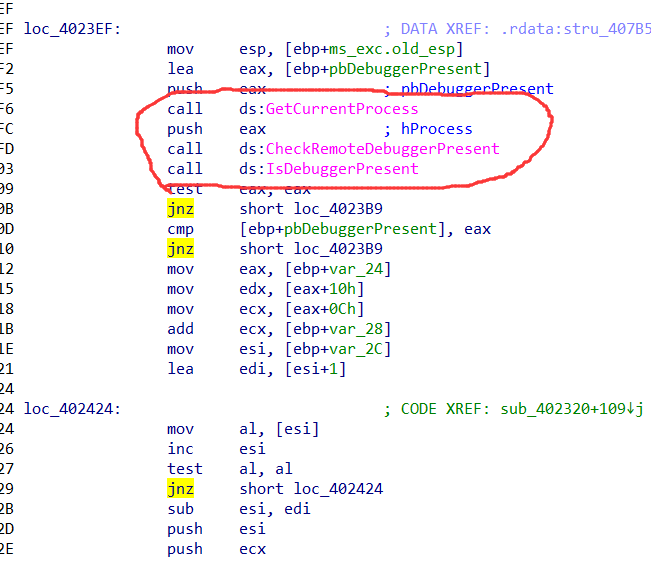 EF
EF loc_4023EF: ; DATA XREF: .rdata:stru_407B5
EF mov esp, [ebp+ms_exc.old_esp]
F2 lea eax, [ebp+pbDebuggerPresent]
F5 push eax ; pbDebuggerPresent
F6 call ds:GetCurrentProcess
FC push eax ; hProcess
FD call ds:CheckRemoteDebuggerPresent
03 call ds:IsDebuggerPresent
09 test eax, eax
0B jnz short loc_4023B9
0D cmp [ebp+pbDebuggerPresent], eax
10 jnz short loc_4023B9
12 mov eax, [ebp+var_24]
15 mov edx, [eax+10h]
18 mov ecx, [eax+0Ch]
1B add ecx, [ebp+var_28]
1E mov esi, [ebp+var_2C]
21 lea edi, [esi+1]
24
24 loc_402424: ; CODE XREF: sub_402320+109↓j
24 mov al, [esi]
26 inc esi
27 test al, al
29 jnz short loc_402424
2B sub esi, edi
2D push esi
2E push ecx